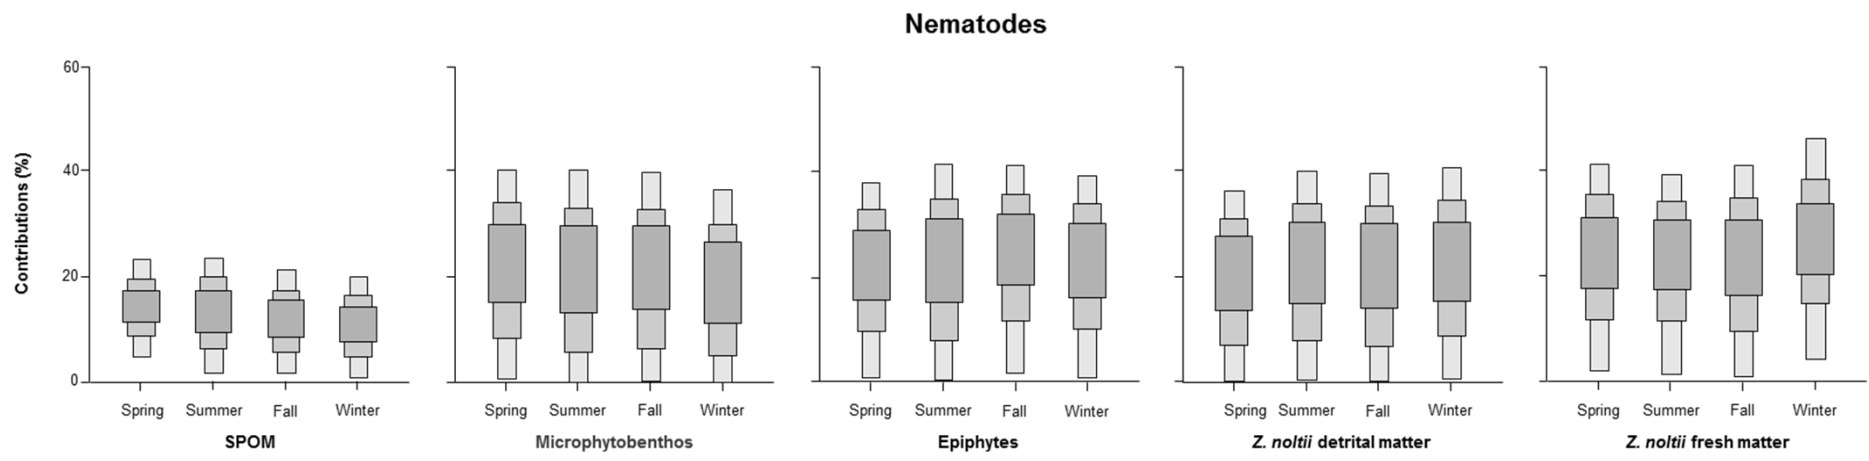 Nematodes
Contributions (%)
60
40
20
0
Spring Summer Fall Winter
SPOM
Spring Summer Fall Winter
Microphytobenthos
Spring Summer Fall Winter
Epiphytes
Spring Summer Fall Winter
Z. noltii detrital matter
Spring Summer Fall Winter
Z. noltii fresh matter